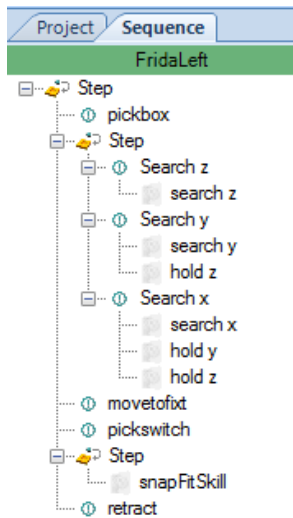 Project Sequence
FridaLeft
Step
pickbox
Step
Search z
search z
Search y
search y
hold z
Search x
search x
hold y
hold z
movetofixt
pickswitch
Step
snapFitSkill
retract